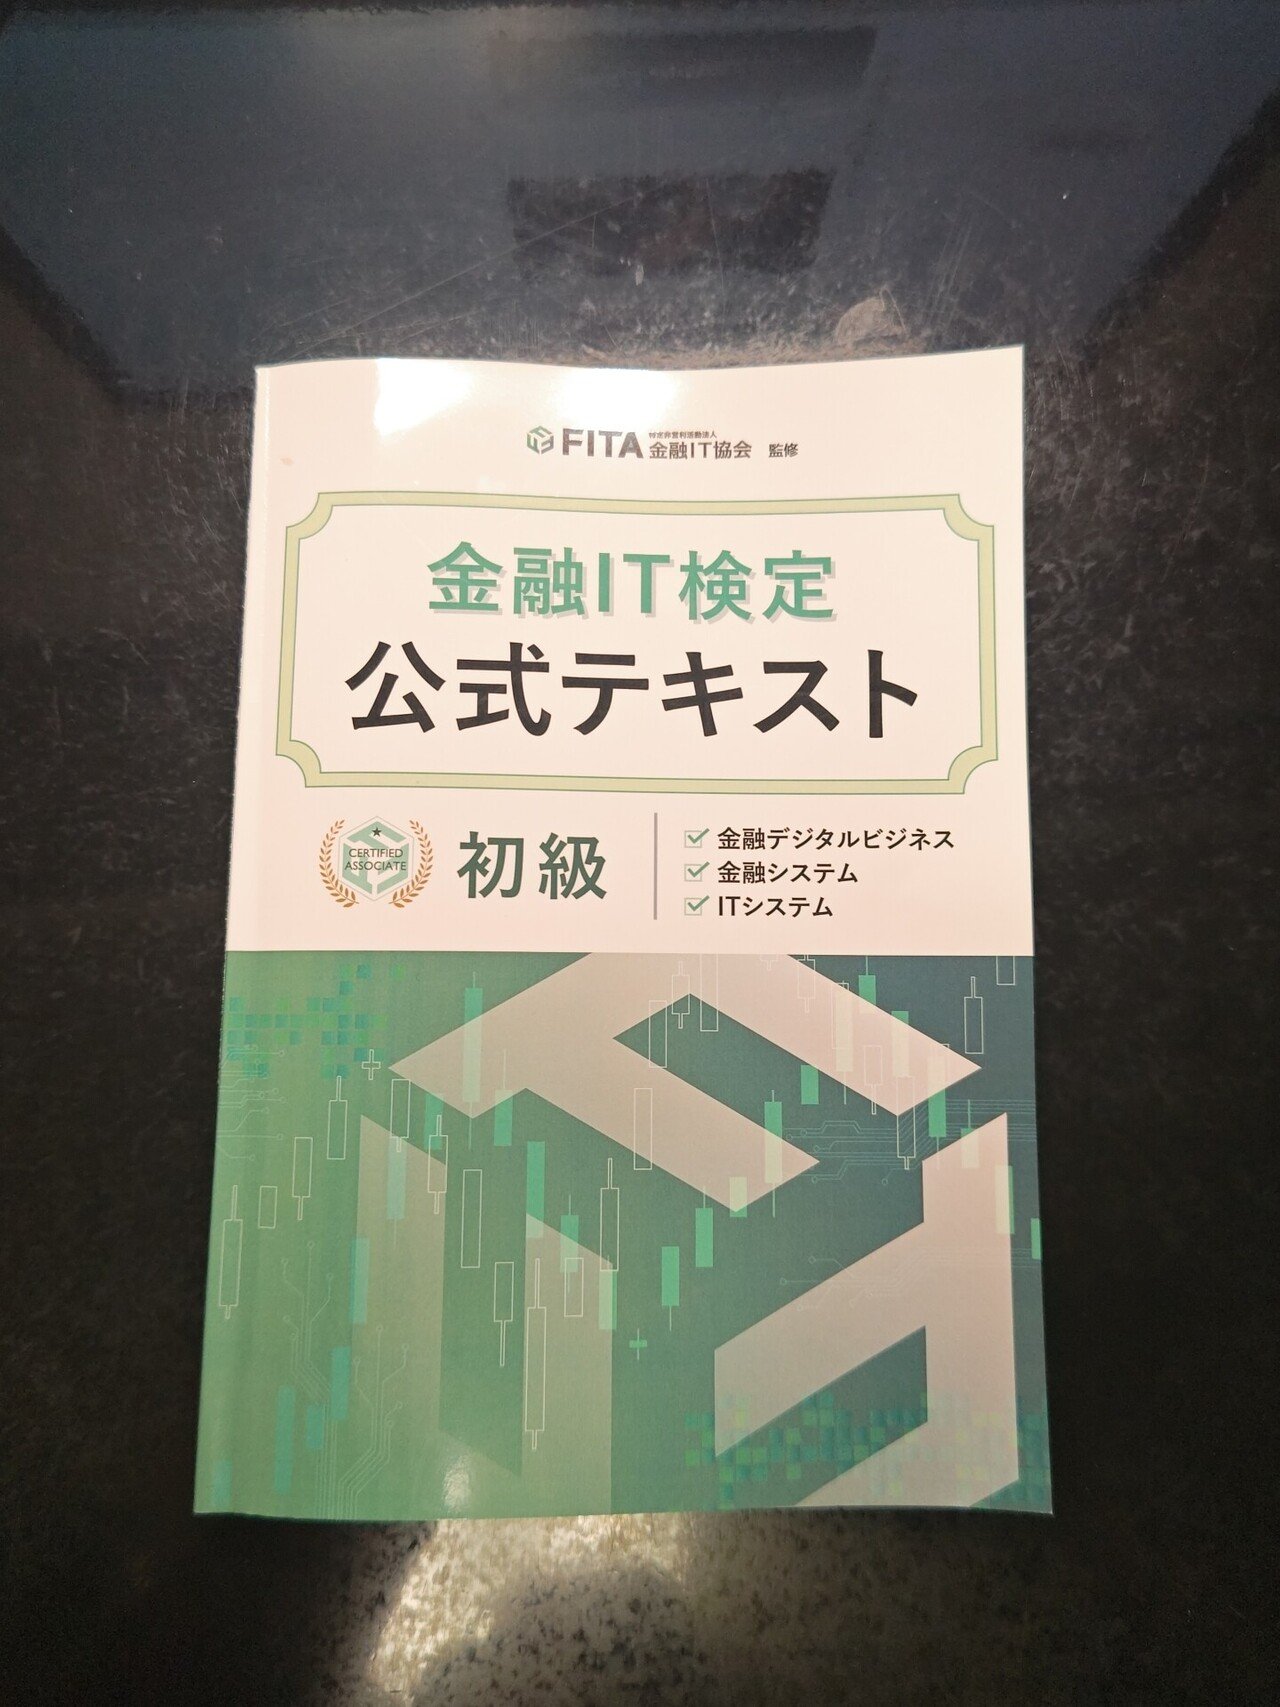 FITA 特定非営利活動法人
金融IT協会 監修
金融IT検定
公式テキスト
CERTIFIED
ASSOCIATE
初級
金融デジタルビジネス
金融システム
ITシステム